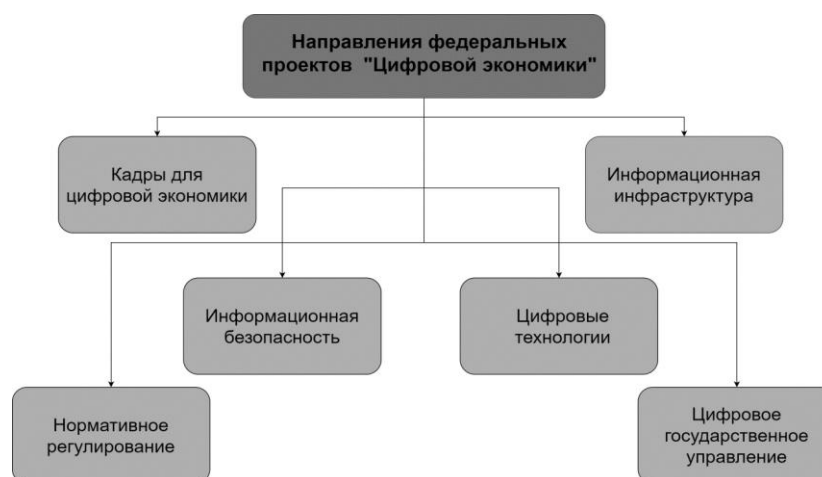 Направления федеральных
проектов "Цифровой экономики"
Кадры для
цифровой экономики
Информационная
инфраструктура
Информационная
безопасность
Цифровые
технологии
Нормативное
регулирование
Цифровое
государственное
управление